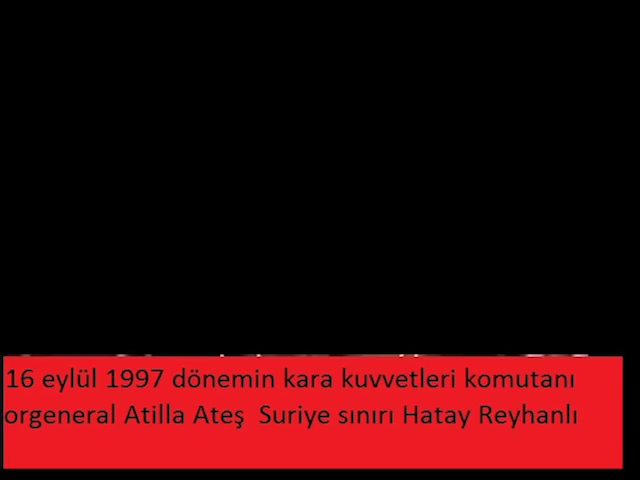 16 eylül 1997 dönemin kara kuvvetleri komutanı
orgeneral Atilla Ateş  Suriye sınırı Hatay Reyhanlı